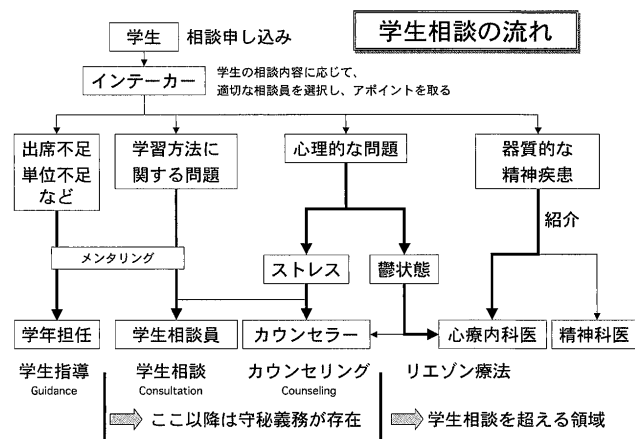 学生相談の流れ
学生 相談申し込み
インテーカー
学生の相談内容に応じて、
適切な相談員を選択し、アポイントを取る
出席不足
単位不足
など
学習方法に
関する問題
心理的な問題
器質的な
精神疾患
紹介
メンタリング
ストレス
鬱状態
学年担任
学生相談員
カウンセラー
心療内科医
精神科医
学生指導
Guidance
学生相談
Consultation
カウンセリング
Counseling
リエゾン療法
ここ以降は守秘義務が存在
学生相談を超える領域